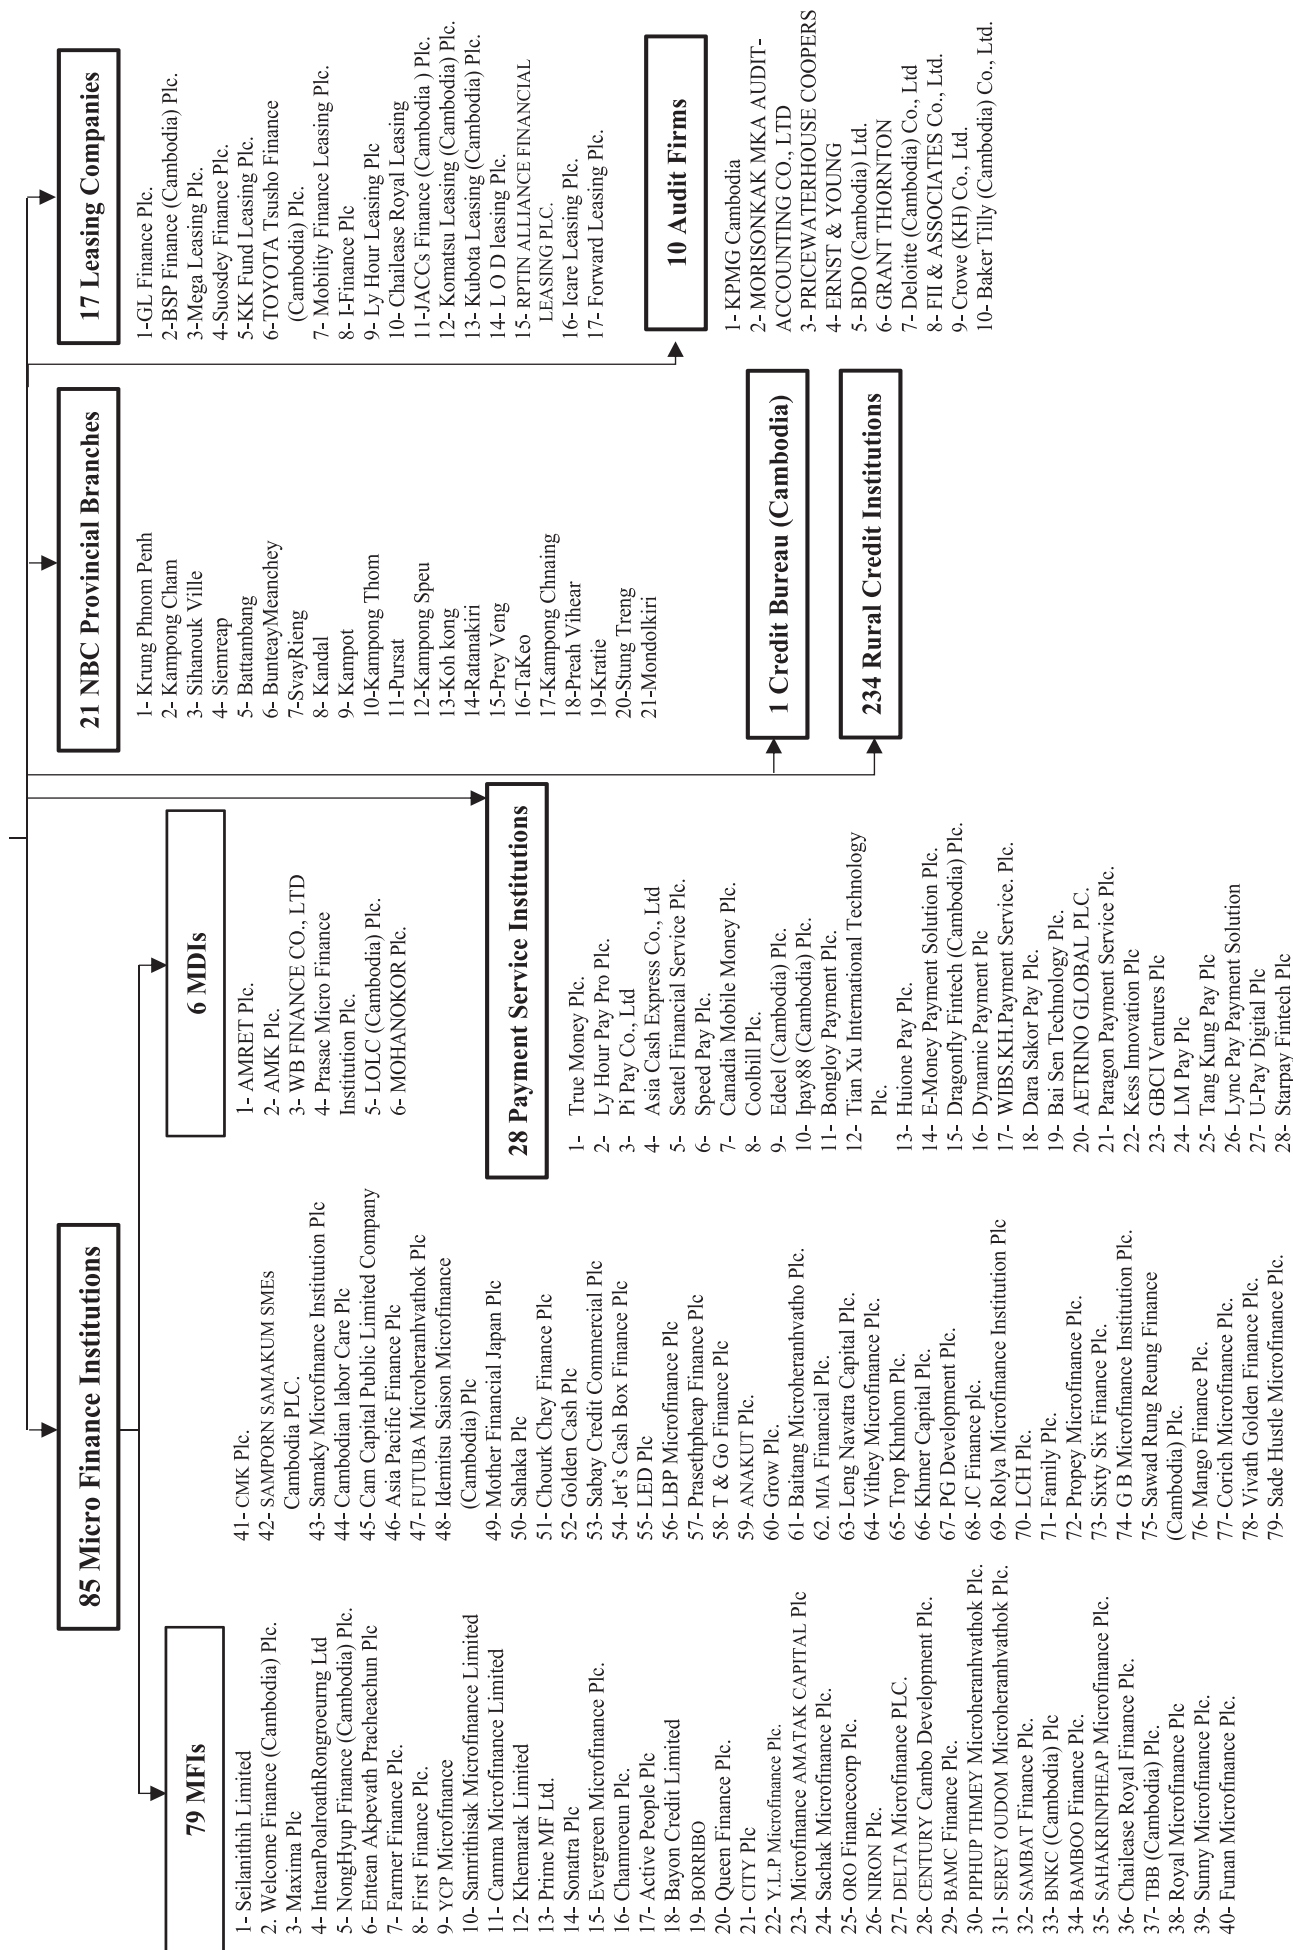 85 Micro Finance Institutions
79 MFIs
1- Seilanithih Limited
2. Welcome Finance (Cambodia) Plc.
3- Maxima Plc
4- InteanPoalroathRongroeurng Ltd
5- NongHyup Finance (Cambodia) Plc.
6- Entean Akpevath Pracheachun Plc
7- Farmer Finance Plc.
8- First Finance Plc.
9- YCP Microfinance
10- Samrithisak Microfinance Limited
11- Camma Microfinance Limited
12- Khemarak Limited
13- Prime MF Ltd.
14- Sonatra Plc
15- Evergreen Microfinance Plc.
16- Chamroeun Plc.
17- Active People Plc
18- Bayon Credit Limited
19- BORRIBO
20- Queen Finance Plc.
21- CITY Plc
22- Y.L.P Microfinance Plc.
23- Microfinance AMATAK CAPITAL Plc
24- Sachak Microfinance Plc.
25- ORO Financecorp Plc.
26- NIRON Plc.
27- DELTA Microfinance PLC.
28- CENTURY Cambo Development Plc.
29- BAMC Finance Plc.
30- PIPHUP THMEY Microheranhvathok Plc.
31- SEREY OUDOM Microheranhvathok Plc.
32- SAMBAT Finance Plc.
33- BNKC (Cambodia) Plc
34- BAMBOO Finance Plc.
35- SAHAKRINPHEAP Microfinance Plc.
36- Chailease Royal Finance Plc.
37- TBB (Cambodia) Plc.
38- Royal Microfinance Plc
39- Sunny Microfinance Plc.
40- Funan Microfinance Plc.
41- CMK Plc.
42- SAMPORN SAMAKUM SMEs
Cambodia PLC.
43- Samaky Microfinance Institution Plc
44- Cambodian labor Care Plc
45- Cam Capital Public Limited Company
46- Asia Pacific Finance Plc
47- FUTUBA Microheranhvathok Plc
48- Idemitsu Saison Microfinance
(Cambodia) Plc
49- Mother Financial Japan Plc
50- Sahaka Plc
51- Chourk Chey Finance Plc
52- Golden Cash Plc
53- Sabay Credit Commercial Plc
54- Jet's Cash Box Finance Plc
55- LED Plc
56- LBP Microfinance Plc
57- Prasethpheap Finance Plc
58- T & Go Finance Plc
59- ANAKUT Plc.
60- Grow Plc.
61- Baitang Microheranhvatho Plc.
62. MIA Financial Plc.
63- Leng Navatra Capital Plc.
64- Vithey Microfinance Plc.
65- Trop Khnhom Plc.
66- Khmer Capital Plc.
67- PG Development Plc.
68- JC Finance plc.
69- Rolya Microfinance Institution Plc
70- LCH Plc.
71- Family Plc.
72- Propey Microfinance Plc.
73- Sixty Six Finance Plc.
74- G B Microfinance Institution Plc.
75- Sawad Rung Reung Finance
(Cambodia) Plc.
76- Mango Finance Plc.
77- Corich Microfinance Plc.
78- Vivath Golden Finance Plc.
79- Sade Hustle Microfinance Plc.
6 MDIs
1- AMRET Plc.
2- AMK Plc.
3- WB FINANCE CO., LTD
4- Prasac Micro Finance
Institution Plc.
5- LOLC (Cambodia) Plc.
6- MOHANOKOR Plc.
28 Payment Service Institutions
1- True Money Plc.
2- Ly Hour Pay Pro Plc.
3- Pi Pay Co., Ltd
4- Asia Cash Express Co., Ltd
5- Seatel Financial Service Plc.
6- Speed Pay Plc.
7- Canadia Mobile Money Plc.
8- Coolbill Plc.
9- Edeel (Cambodia) Plc.
10- Ipay88 (Cambodia) Plc.
11- Bongloy Payment Plc.
12- Tian Xu International Technology
Plc.
13- Huione Pay Plc.
14- E-Money Payment Solution Plc.
15- Dragonfly Fintech (Cambodia) Plc.
16- Dynamic Payment Plc
17- WIBS.KH.Payment Service. Plc.
18- Dara Sakor Pay Plc.
19- Bai Sen Technology Plc.
20- AETRINO GLOBAL PLC.
21- Paragon Payment Service Plc.
22- Kess Innovation Plc
23- GBCI Ventures Plc
24- LM Pay Plc
25- Tang Kung Pay Plc
26- Lync Pay Payment Solution
27- U-Pay Digital Plc
28- Starpay Fintech Plc
21 NBC Provincial Branches
1- Krung Phnom Penh
2- Kampong Cham
3- Sihanouk Ville
4- Siemreap
5- Battambang
6- BunteayMeanchey
7-SvayRieng
8- Kandal
9- Kampot
10-Kampong Thom
11-Pursat
12-Kampong Speu
13-Koh kong
14-Ratanakiri
15-Prey Veng
16-TaKeo
17-Kampong Chnaing
18-Preah Vihear
19-Kratie
20-Stung Treng
21-Mondolkiri
1 Credit Bureau (Cambodia)
234 Rural Credit Institutions
17 Leasing Companies
1-GL Finance Plc.
2-BSP Finance (Cambodia) Plc.
3-Mega Leasing Plc.
4-Suosdey Finance Plc.
5-KK Fund Leasing Plc.
6-TOYOTA Tsusho Finance
(Cambodia) Plc.
7- Mobility Finance Leasing Plc.
8- I-Finance Plc
9- Ly Hour Leasing Plc
10- Chailease Royal Leasing
11-JACCs Finance (Cambodia ) Plc.
12- Komatsu Leasing (Cambodia) Plc.
13- Kubota Leasing (Cambodia) Plc.
14- L O D leasing Plc.
15- RPTIN ALLIANCE FINANCIAL
LEASING PLC.
16- Icare Leasing Plc.
17- Forward Leasing Plc.
10 Audit Firms
1- KPMG Cambodia
2- MORISONKAK MKA AUDIT-
ACCOUNTING CO., LTD
3- PRICEWATERHOUSE COOPERS
4- ERNST & YOUNG
5- BDO (Cambodia) Ltd.
6- GRANT THORNTON
7- Deloitte (Cambodia) Co., Ltd
8- FII & ASSOCIATES Co., Ltd.
9- Crowe (KH) Co., Ltd.
10- Baker Tilly (Cambodia) Co., Ltd.